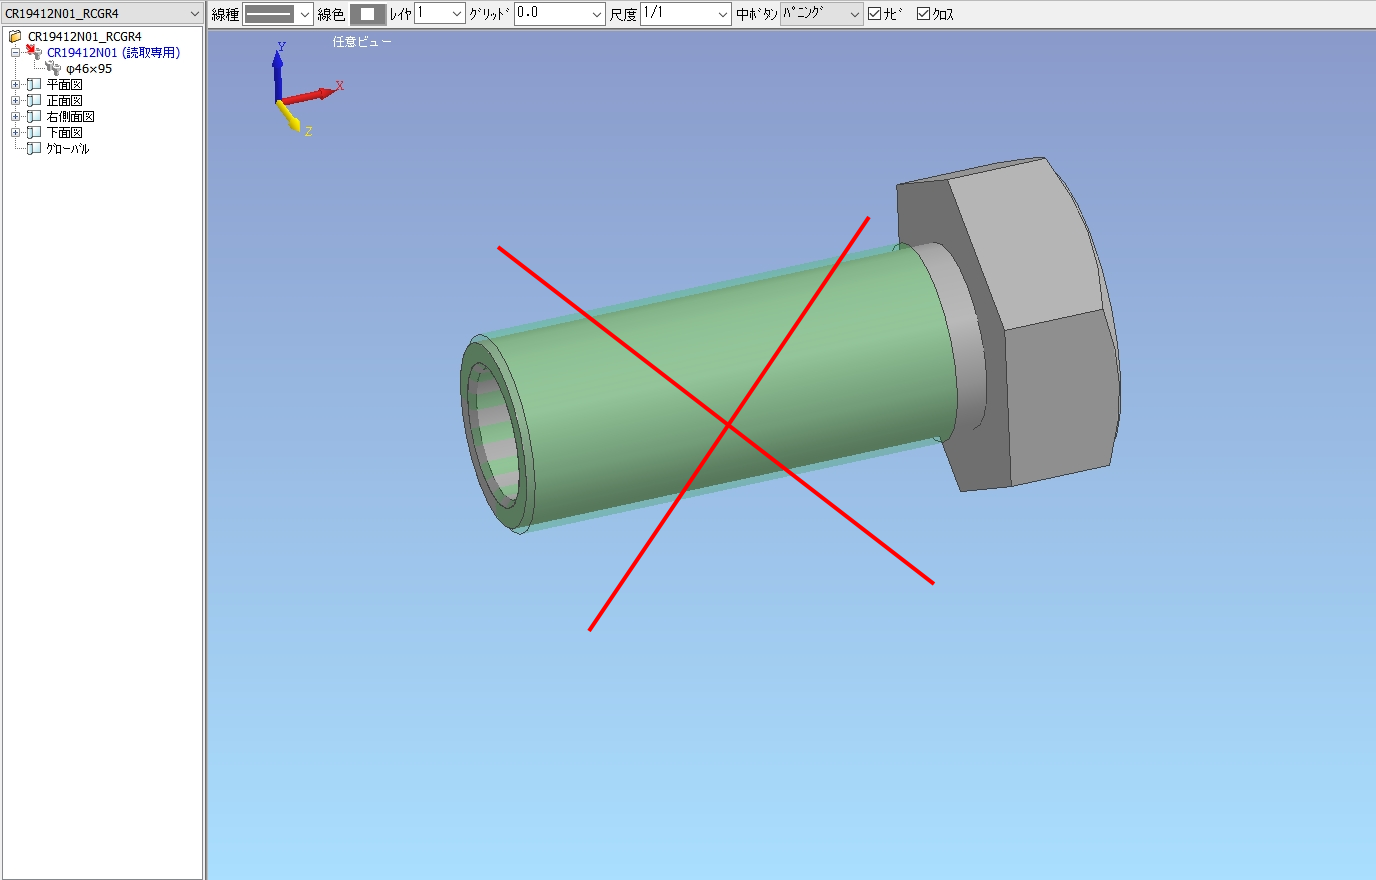 CR19412N01_RCGR4
線種 線色 ﾚｲﾔ 1 ｸﾞﾘｯﾄﾞ 0.0 尺度 1/1 中ﾎﾞﾀﾝ ﾊﾟﾆﾝｸﾞ ﾅﾋﾞ ｸﾛｽ
CR19412N01_RCGR4
CR19412N01 (読取専用)
φ46×95
平面図
正面図
右側面図
下面図
ｸﾞﾛｰﾊﾞﾙ
任意ビュー
Y
X
Z